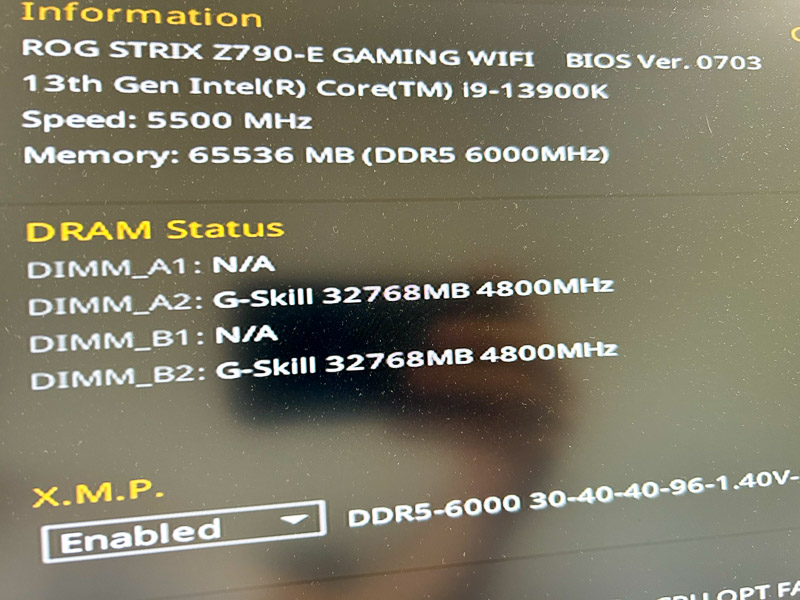 Information
ROG STRIX Z790-E GAMING WIFI BIOS Ver. 0703
13th Gen Intel(R) Core(TM) i9-13900K
Speed: 5500 MHz
Memory: 65536 MB (DDR5 6000MHz)
DRAM Status
DIMM_A1: N/A
DIMM_A2: G-Skill 32768MB 4800MHz
DIMM_B1: N/A
DIMM_B2: G-Skill 32768MB 4800MHz
X.M.P.
Enabled DDR5-6000 30-40-40-96-1.40V-
OPT